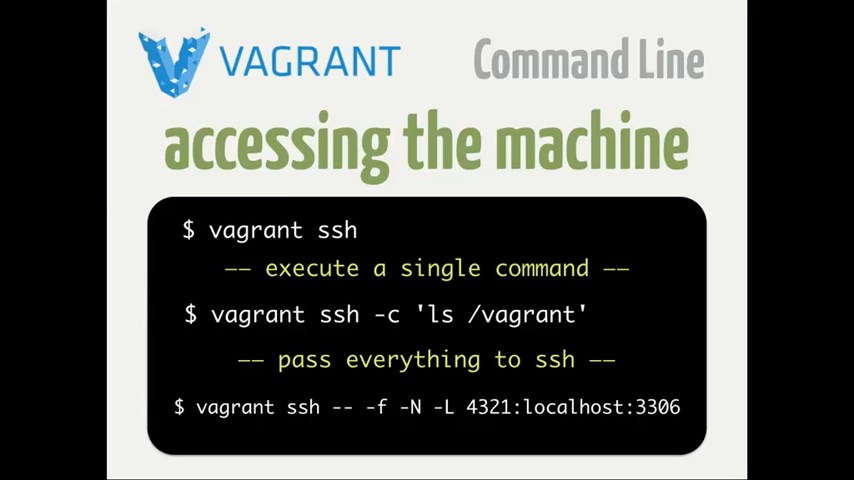 VAGRANT Command Line
accessing the machine
$ vagrant ssh
—— execute a single command ——
$ vagrant ssh -c 'ls /vagrant'
—— pass everything to ssh ——
$ vagrant ssh -- -f -N -L 4321:localhost:3306